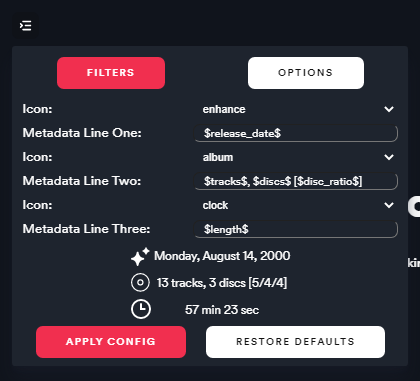 FILTERS OPTIONS
Icon: enhance
Metadata Line One: $release_date$
Icon: album
Metadata Line Two: $tracks$, $discs$ [$disc_ratio$]
Icon: clock
Metadata Line Three: $length$
Monday, August 14, 2000
13 tracks, 3 discs [5/4/4]
57 min 23 sec
APPLY CONFIG RESTORE DEFAULTS